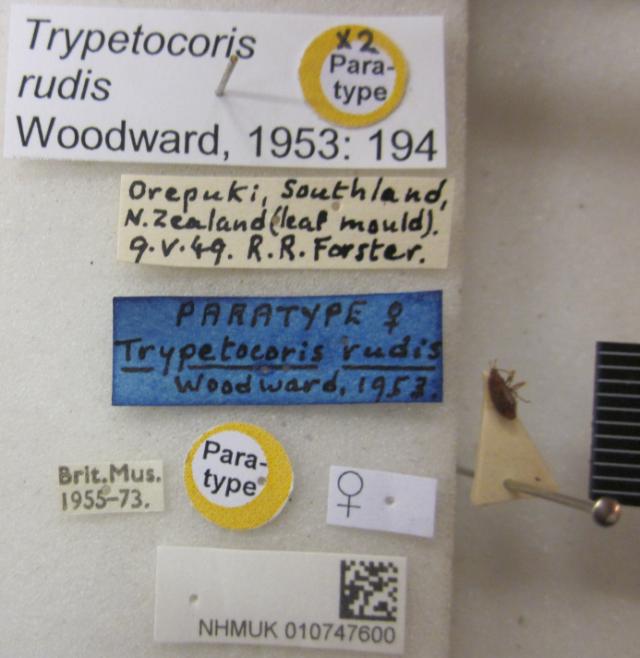 Trypetocoris
rudis
Woodward, 1953: 194
x2
Para-
type
Orepuki, Southland,
N.Zealand(leaf mould).
9.V.49. R.R.Forster.
PARATYPE ♀
Trypetocoris rudis
Woodward, 1953.
Brit.Mus.
1955-73.
Para-
type
♀
NHMUK 010747600